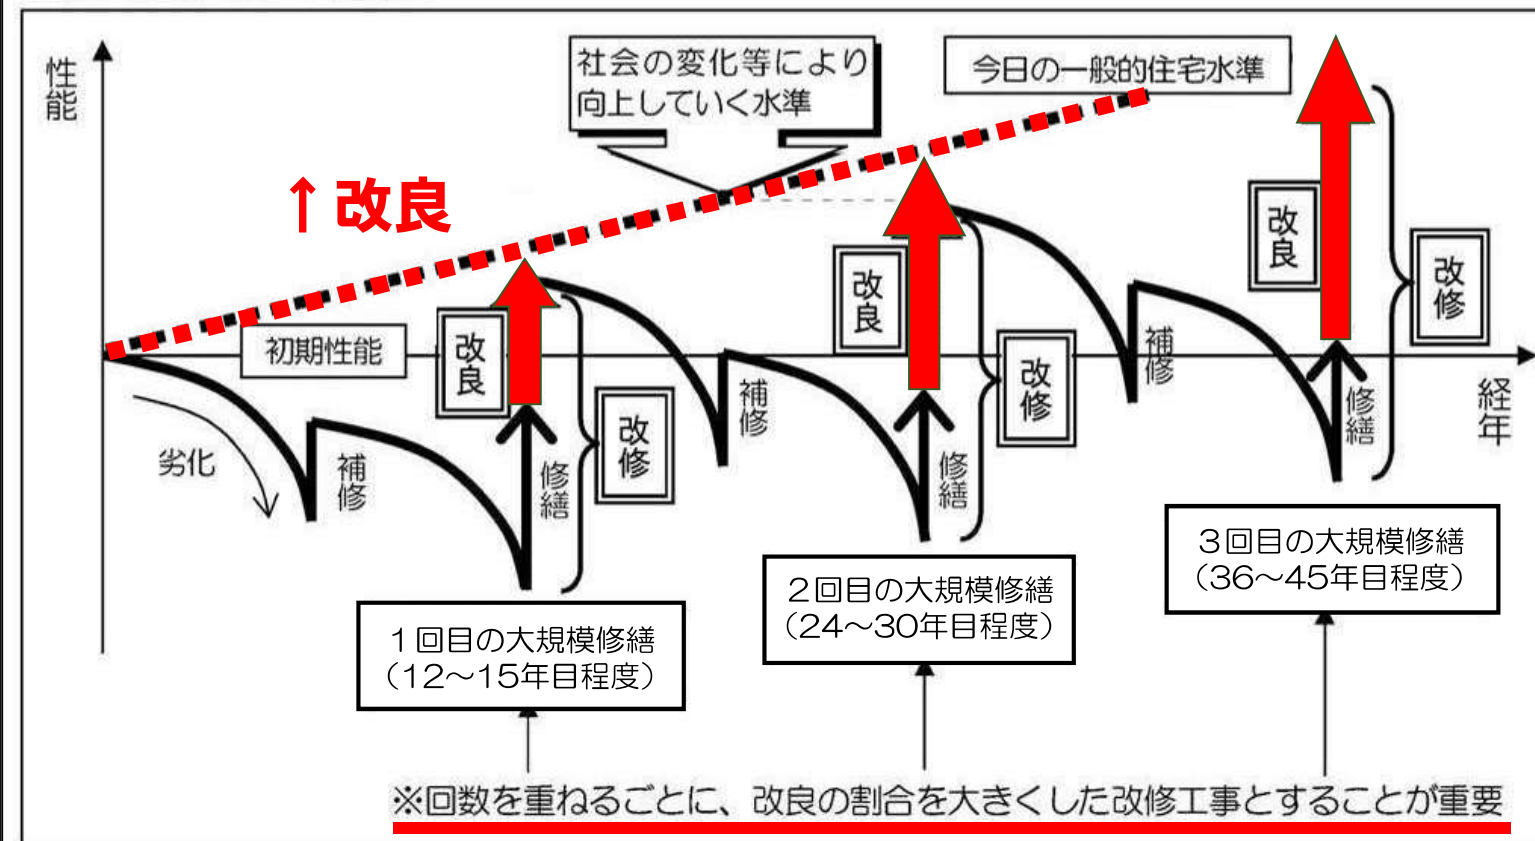 性能
社会の変化等により
向上していく水準
今日の一般的住宅水準
↑改良
初期性能
劣化
補修
改良
修繕
改修
補修
改良
修繕
改修
補修
改良
修繕
改修
経年
1回目の大規模修繕
（12～15年目程度）
2回目の大規模修繕
（24～30年目程度）
3回目の大規模修繕
（36～45年目程度）
※回数を重ねるごとに、改良の割合を大きくした改修工事とすることが重要